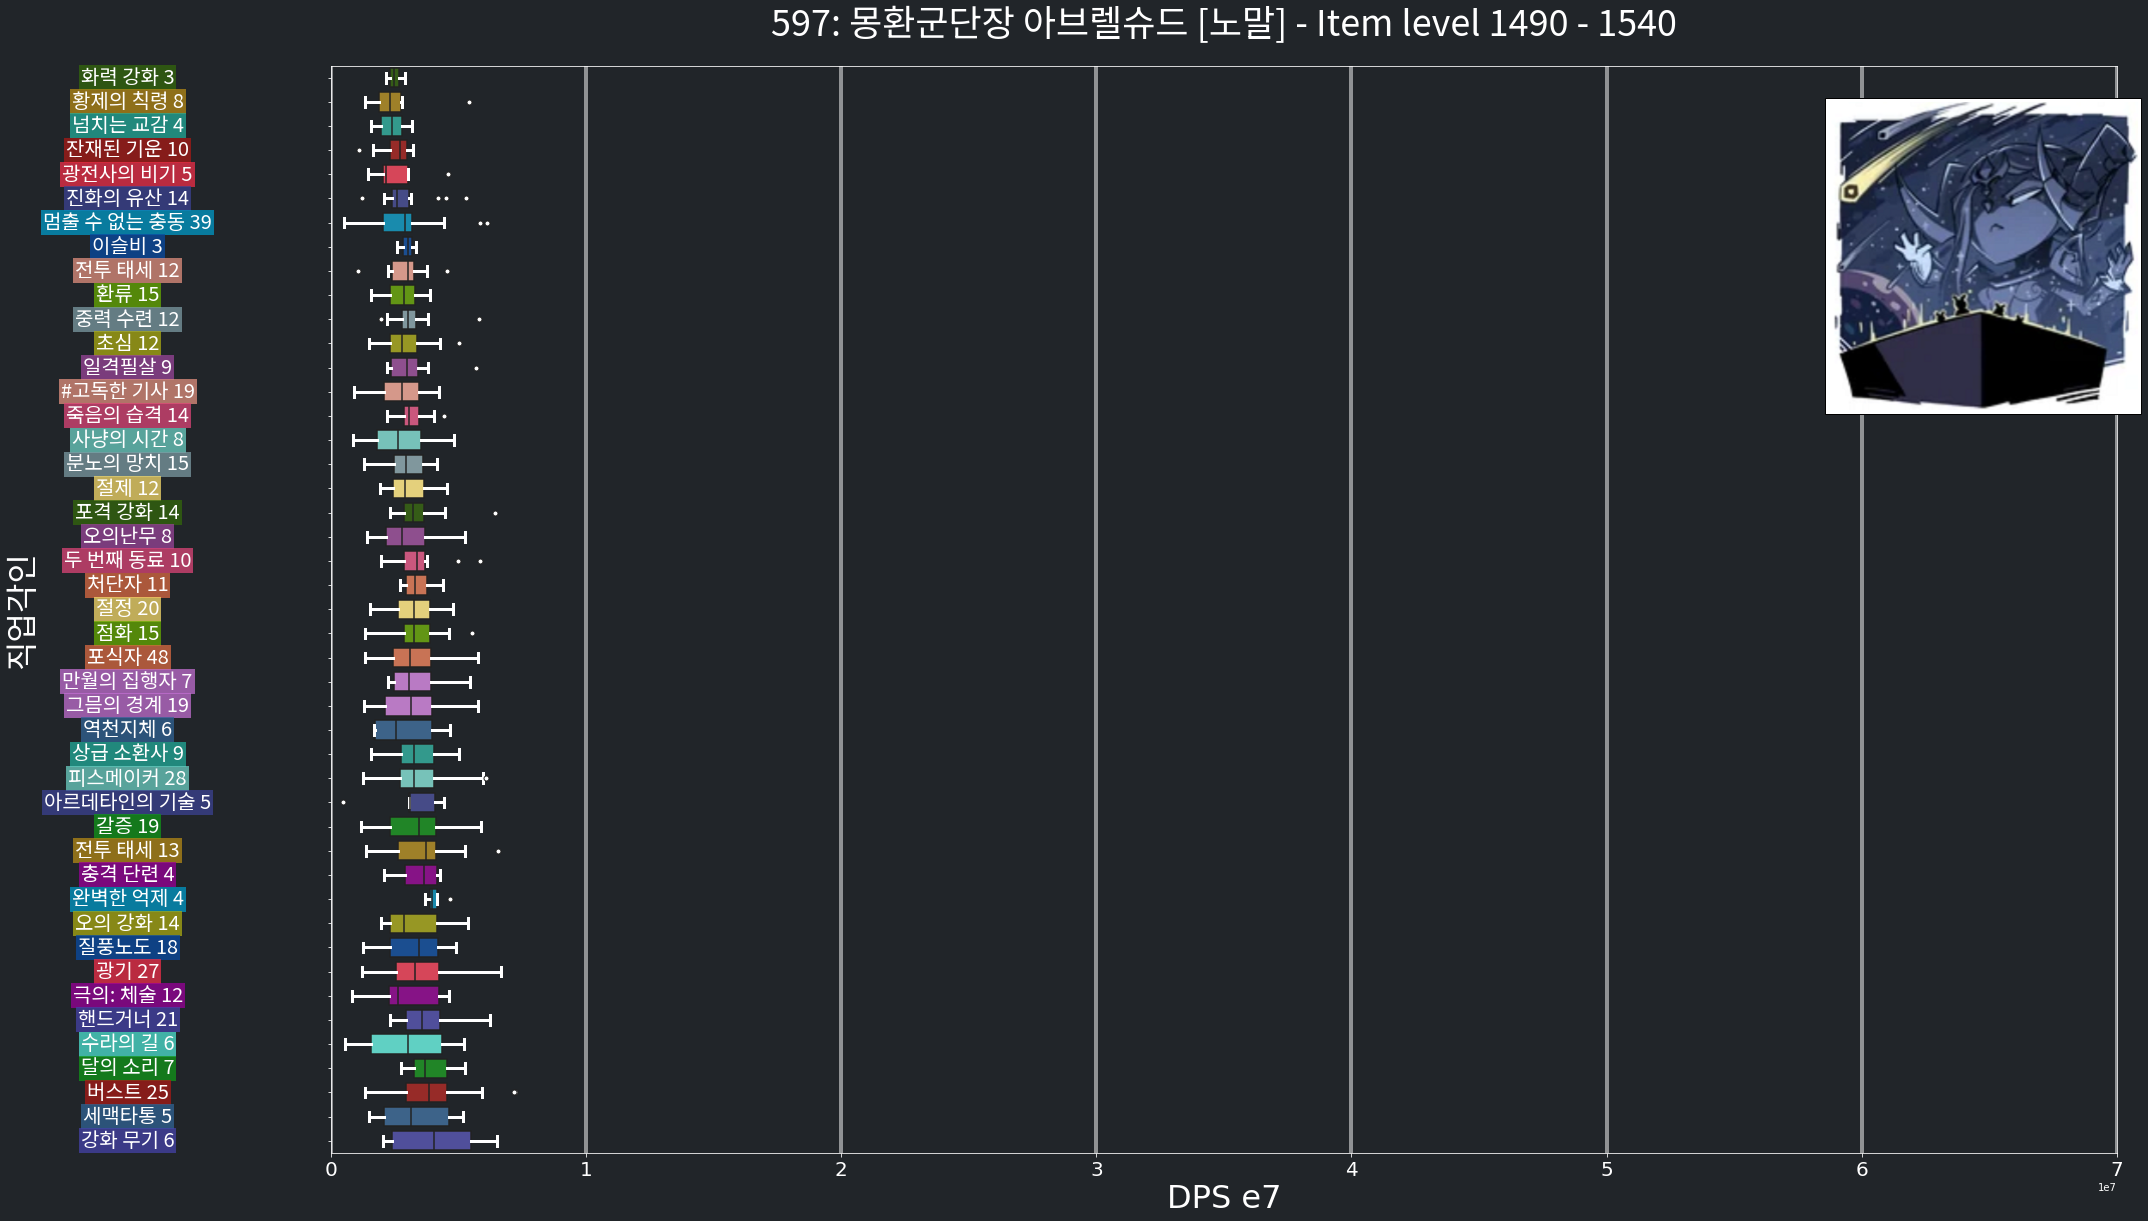 597: 몽환군단장 아브렐슈드 [노말] - Item level 1490 - 1540
화력 강화 3
황제의 칙령 8
넘치는 교감 4
잔재된 기운 10
광전사의 비기 5
진화의 유산 14
멈출 수 없는 충동 39
이슬비 3
전투 태세 12
환류 15
중력 수련 12
초심 12
일격필살 9
#고독한 기사 19
죽음의 습격 14
사냥의 시간 8
분노의 망치 15
절제 12
포격 강화 14
오의난무 8
두 번째 동료 10
처단자 11
절정 20
점화 15
포식자 48
만월의 집행자 7
그믐의 경계 19
역천지체 6
상급 소환사 9
피스메이커 28
아르데타인의 기술 5
갈증 19
전투 태세 13
충격 단련 4
완벽한 억제 4
오의 강화 14
질풍노도 18
광기 27
극의: 체술 12
핸드거너 21
수라의 길 6
달의 소리 7
버스트 25
세맥타통 5
강화 무기 6
직업각인
0 1 2 3 4 5 6 7
1e7
DPS e7